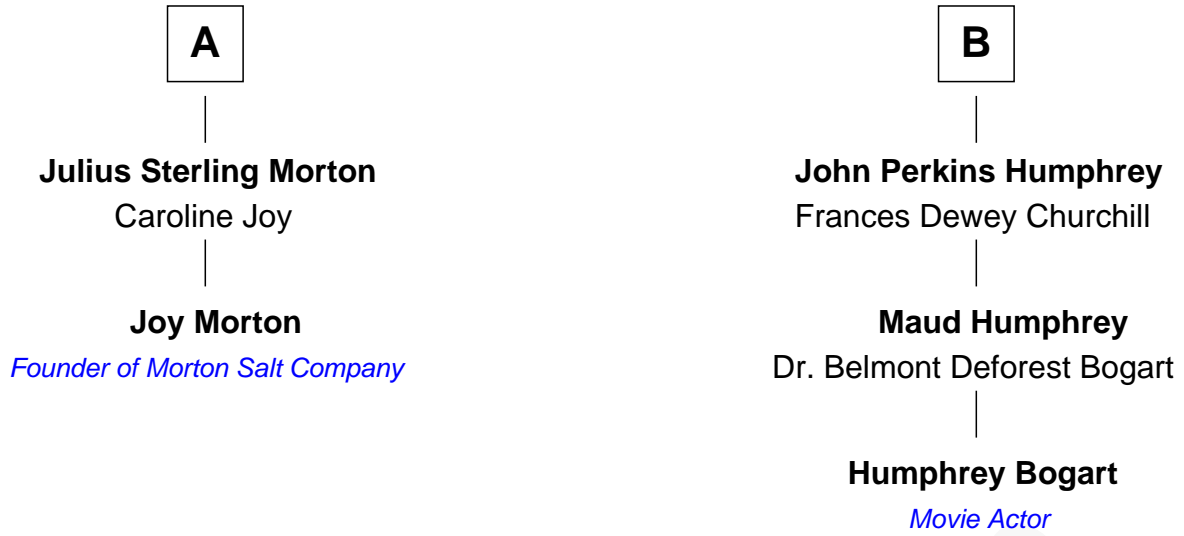 A
Julius Sterling Morton
Caroline Joy
Joy Morton
Founder of Morton Salt Company
B
John Perkins Humphrey
Frances Dewey Churchill
Maud Humphrey
Dr. Belmont Deforest Bogart
Humphrey Bogart
Movie Actor